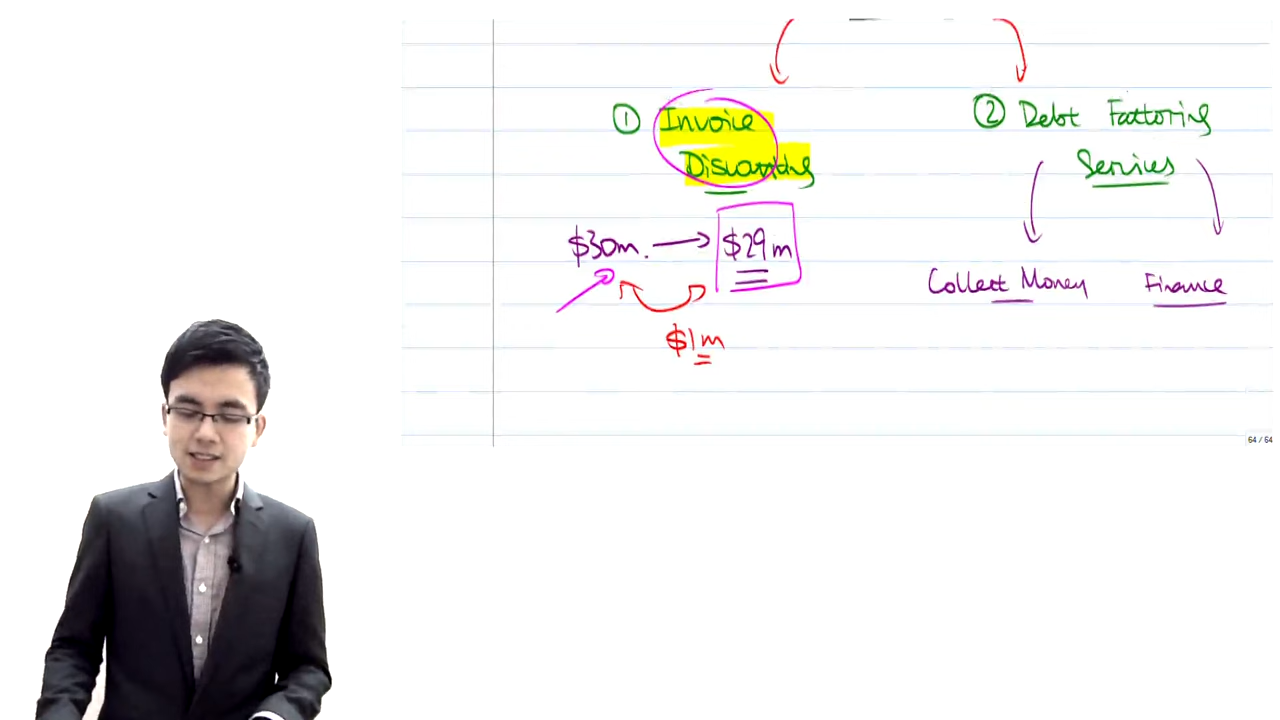 ① Invoice
Discounting
$30m. → $29m
$1m
② Debt Factoring
Services
Collect Money
Finance
64 / 64